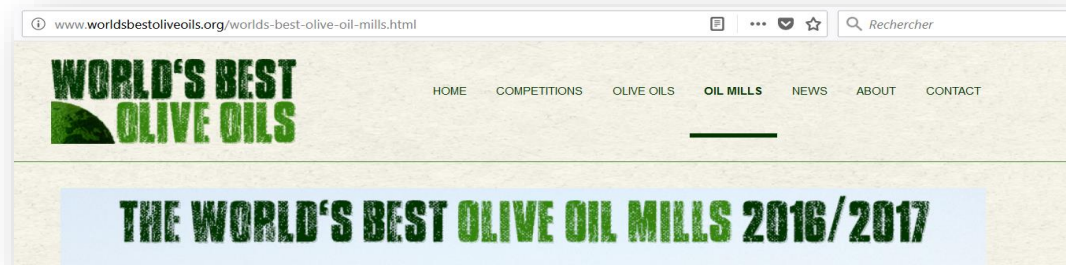 www.worldsbestoliveoils.org/worlds-best-olive-oil-mills.html
Rechercher
WORLD'S BEST
OLIVE OILS
HOME COMPETITIONS OLIVE OILS OIL MILLS NEWS ABOUT CONTACT
THE WORLD'S BEST OLIVE OIL MILLS 2016/2017